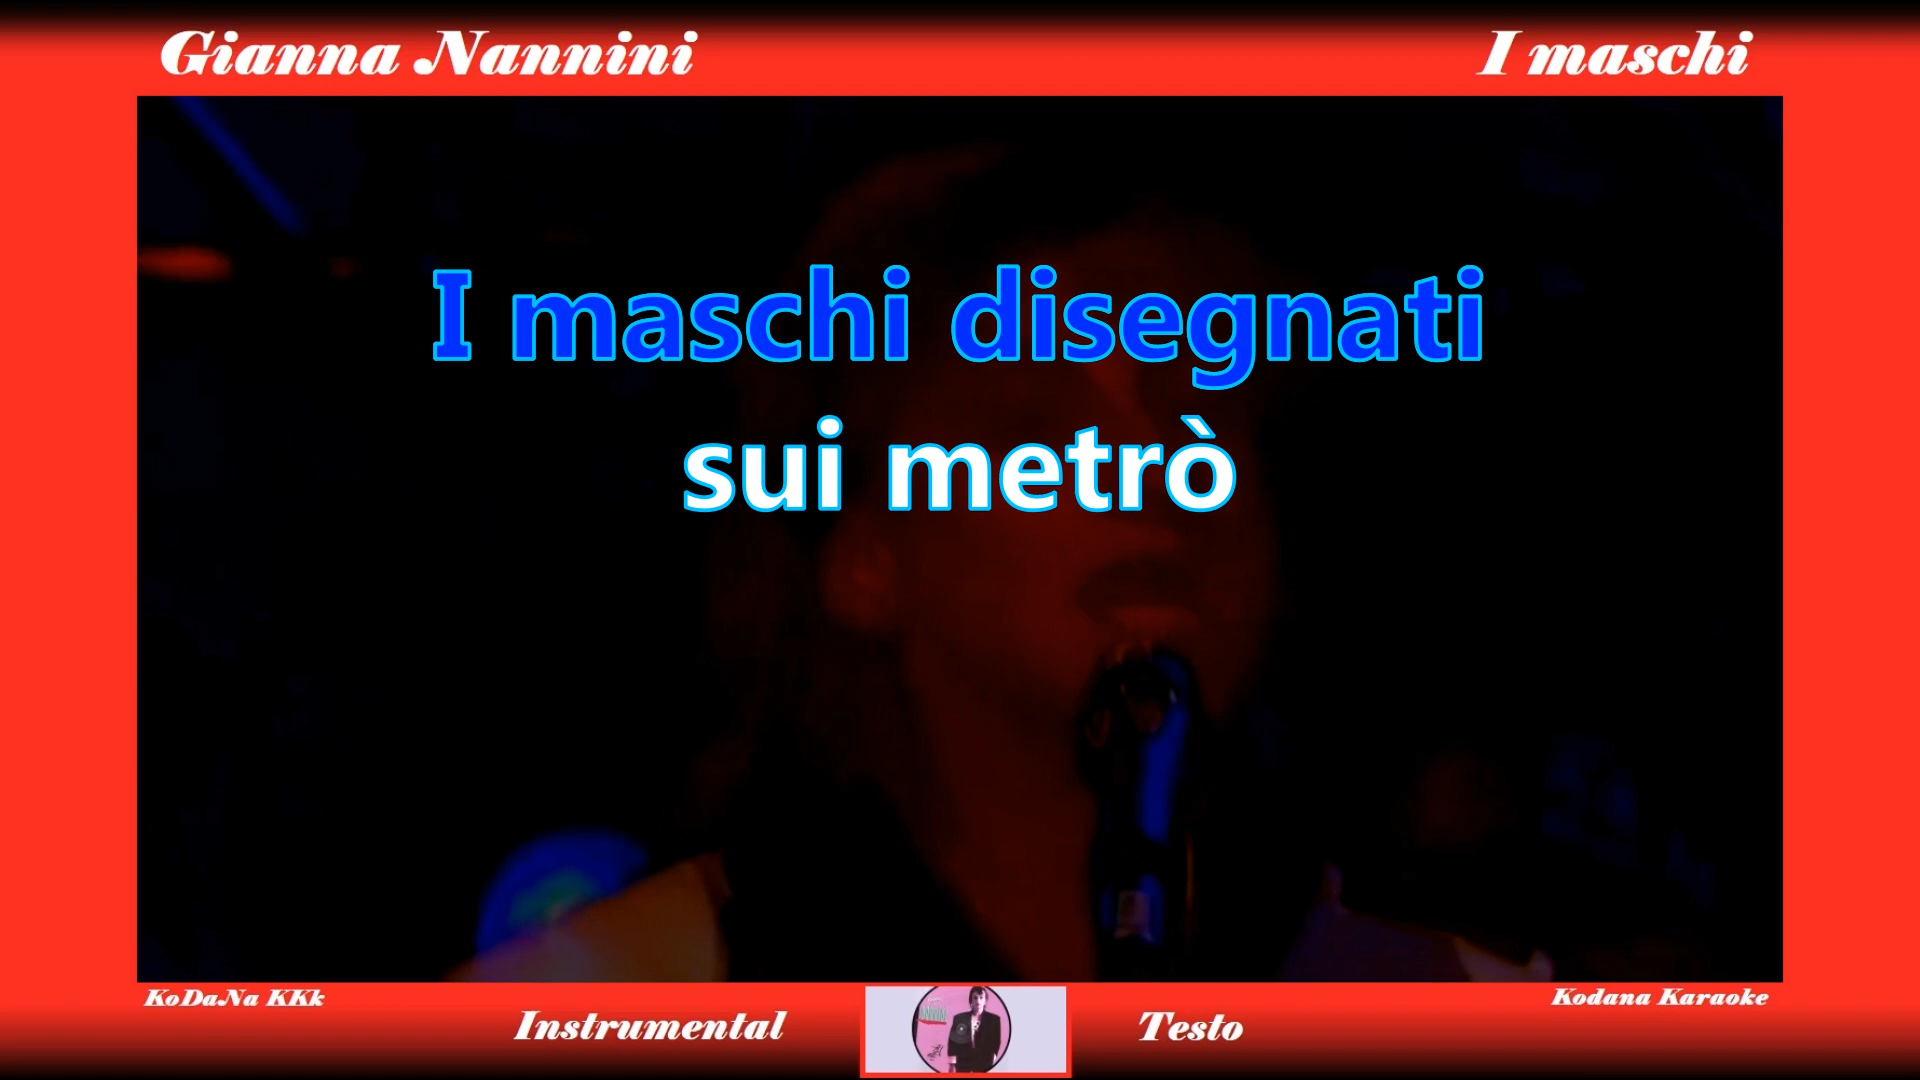 Gianna Nannini
I maschi
I maschi disegnati
sui metrò
KoDaNa KKk
Kodana Karaoke
Instrumental
Testo